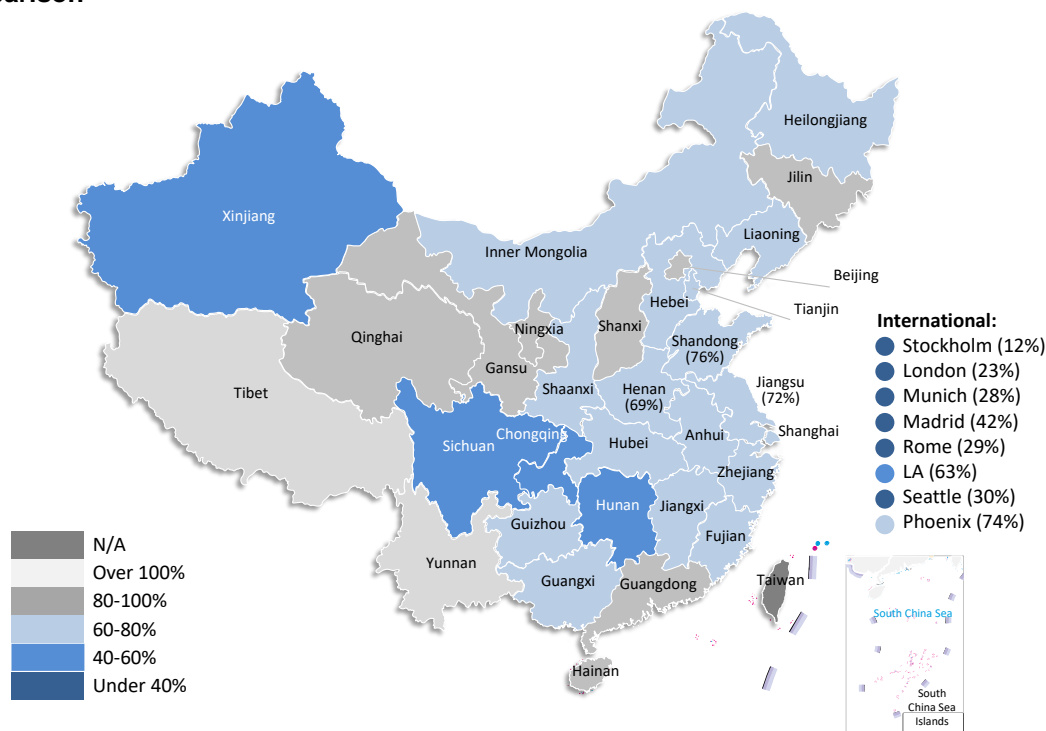 Heilongjiang
Jilin
Xinjiang
Liaoning
Inner Mongolia
Beijing
Hebei
Tianjin
Ningxia
Shanxi
Qinghai
Shandong
(76%)
Gansu
International:
Stockholm (12%)
London (23%)
Munich (28%)
Madrid (42%)
Rome (29%)
LA (63%)
Seattle (30%)
Phoenix (74%)
Tibet
Shaanxi
Henan
(69%)
Jiangsu
(72%)
Chongqing
Sichuan
Hubei
Anhui
Shanghai
Zhejiang
Hunan
Jiangxi
Guizhou
Fujian
Yunnan
Guangxi
Guangdong
Taiwan
Hainan
N/A
Over 100%
80-100%
60-80%
40-60%
Under 40%
South China Sea
South
China Sea
Islands